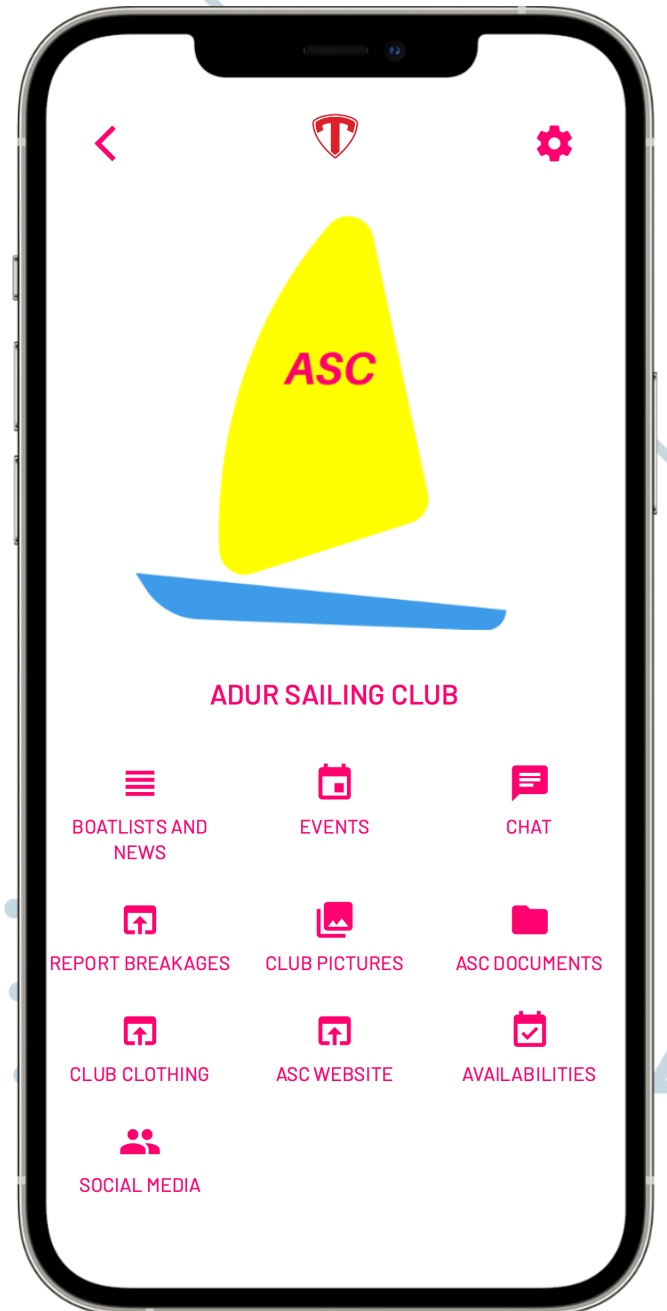 T
ASC
ADUR SAILING CLUB
BOATLISTS AND
NEWS
EVENTS
CHAT
REPORT BREAKAGES
CLUB PICTURES
ASC DOCUMENTS
CLUB CLOTHING
ASC WEBSITE
AVAILABILITIES
SOCIAL MEDIA